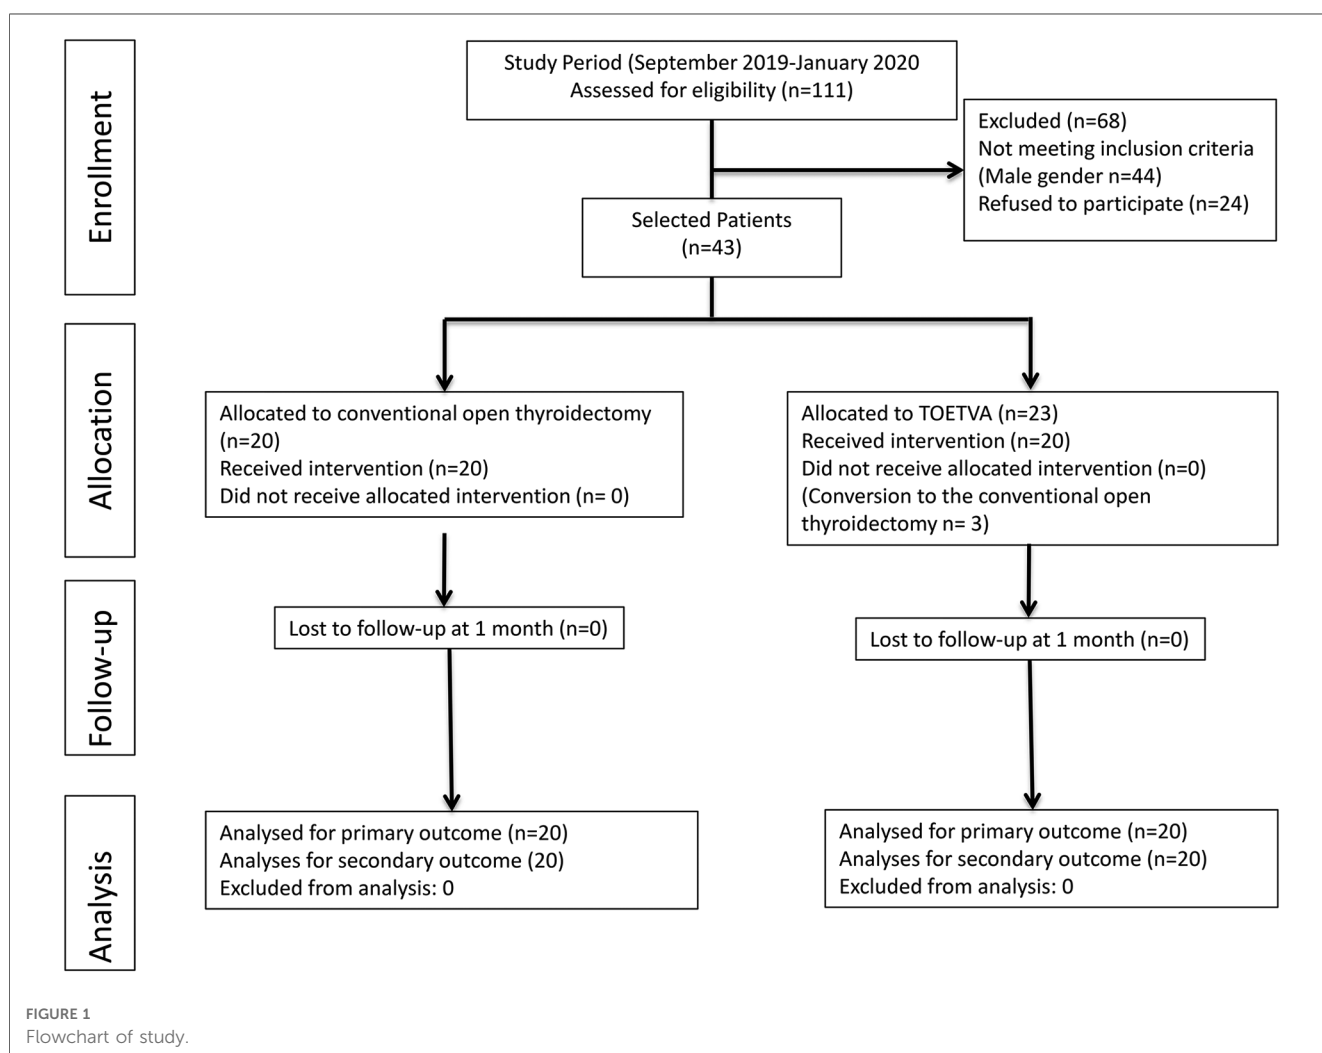 Enrollment
Study Period (September 2019-January 2020
Assessed for eligibility (n=111)
Excluded (n=68)
Not meeting inclusion criteria
(Male gender n=44)
Refused to participate (n=24)
Selected Patients
(n=43)
Allocation
Allocated to conventional open thyroidectomy
(n=20)
Received intervention (n=20)
Did not receive allocated intervention (n= 0)
Allocated to TOETVA (n=23)
Received intervention (n=20)
Did not receive allocated intervention (n=0)
(Conversion to the conventional open
thyroidectomy n= 3)
Follow-up
Lost to follow-up at 1 month (n=0)
Lost to follow-up at 1 month (n=0)
Analysis
Analysed for primary outcome (n=20)
Analyses for secondary outcome (20)
Excluded from analysis: 0
Analysed for primary outcome (n=20)
Analyses for secondary outcome (n=20)
Excluded from analysis: 0
FIGURE 1
Flowchart of study.